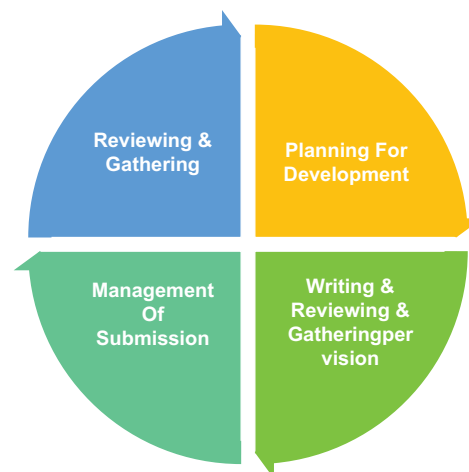 Reviewing &
Gathering
Planning For
Development
Management
Of
Submission
Writing &
Reviewing &
Gatheringper
vision